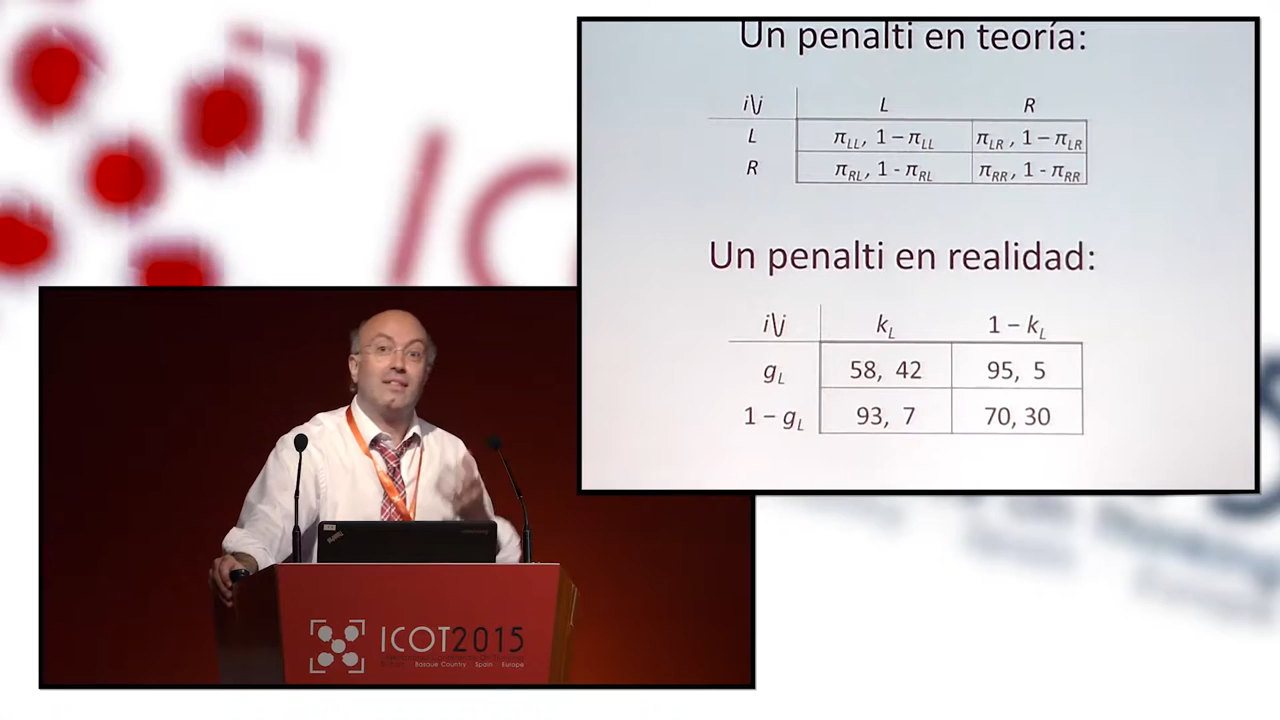 Un penalti en teoría:
i\j L R
L π_LL, 1 – π_LL π_LR , 1 – π_LR
R π_RL, 1 - π_RL π_RR, 1 - π_RR
Un penalti en realidad:
i\j k_L 1 – k_L
g_L 58, 42 95, 5
1 – g_L 93, 7 70, 30
ICOT2015
Basque Country Spain Europe